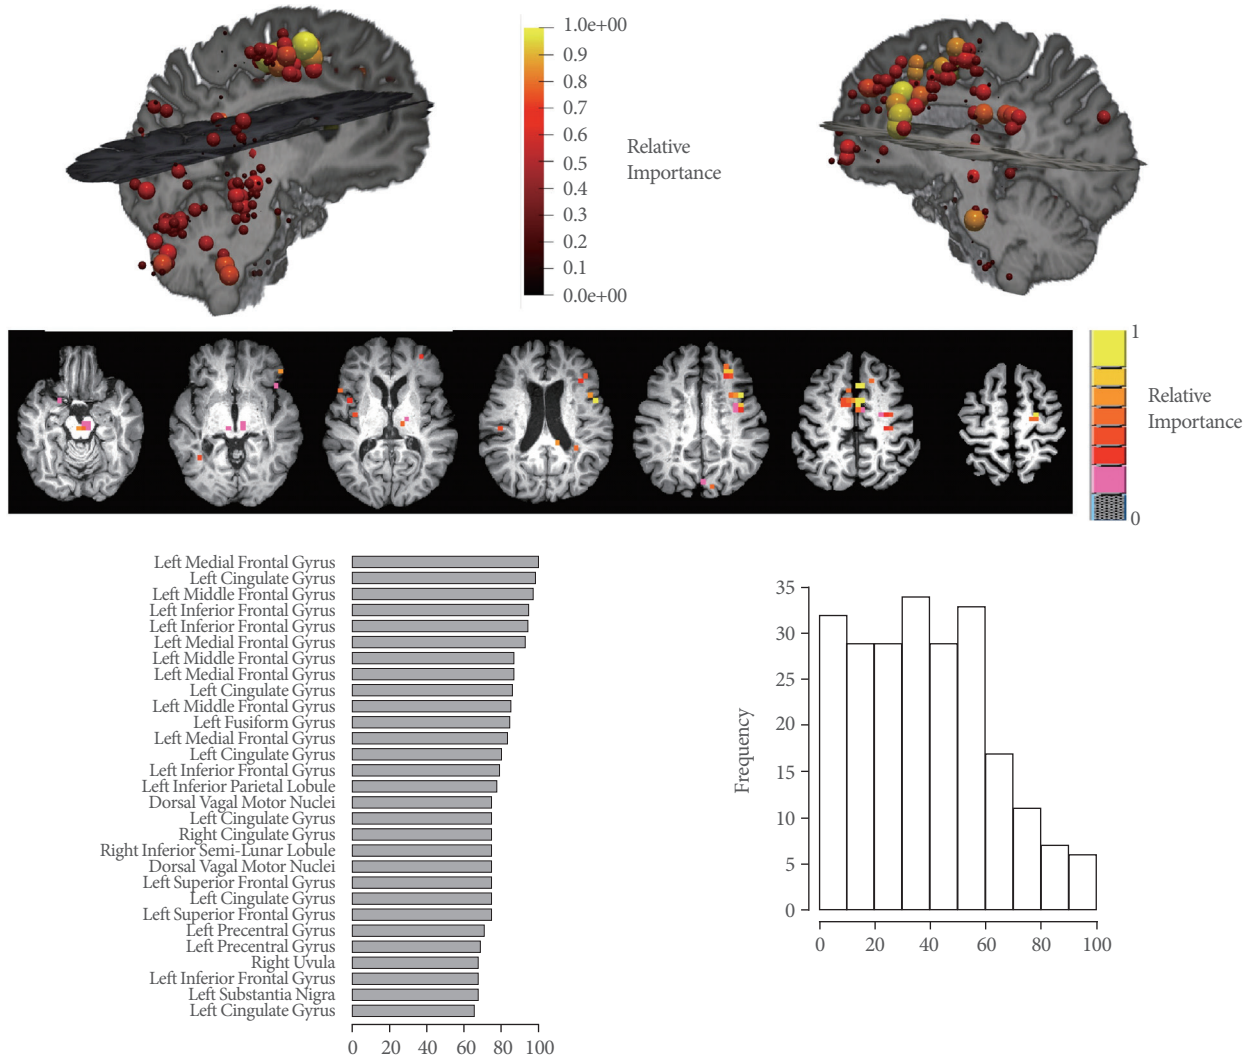 1.0e+00
0.9
0.8
0.7
0.6
0.5
0.4
0.3
0.2
0.1
0.0e+00
Relative
Importance
1
0
Relative
Importance
Left Medial Frontal Gyrus
Left Cingulate Gyrus
Left Middle Frontal Gyrus
Left Inferior Frontal Gyrus
Left Inferior Frontal Gyrus
Left Medial Frontal Gyrus
Left Middle Frontal Gyrus
Left Medial Frontal Gyrus
Left Cingulate Gyrus
Left Middle Frontal Gyrus
Left Fusiform Gyrus
Left Medial Frontal Gyrus
Left Cingulate Gyrus
Left Inferior Frontal Gyrus
Left Inferior Parietal Lobule
Dorsal Vagal Motor Nuclei
Left Cingulate Gyrus
Right Cingulate Gyrus
Right Inferior Semi-Lunar Lobule
Dorsal Vagal Motor Nuclei
Left Superior Frontal Gyrus
Left Cingulate Gyrus
Left Superior Frontal Gyrus
Left Precentral Gyrus
Left Precentral Gyrus
Right Uvula
Left Inferior Frontal Gyrus
Left Substantia Nigra
Left Cingulate Gyrus
0 20 40 60 80 100
35
30
25
20
15
10
5
0
Frequency
0 20 40 60 80 100